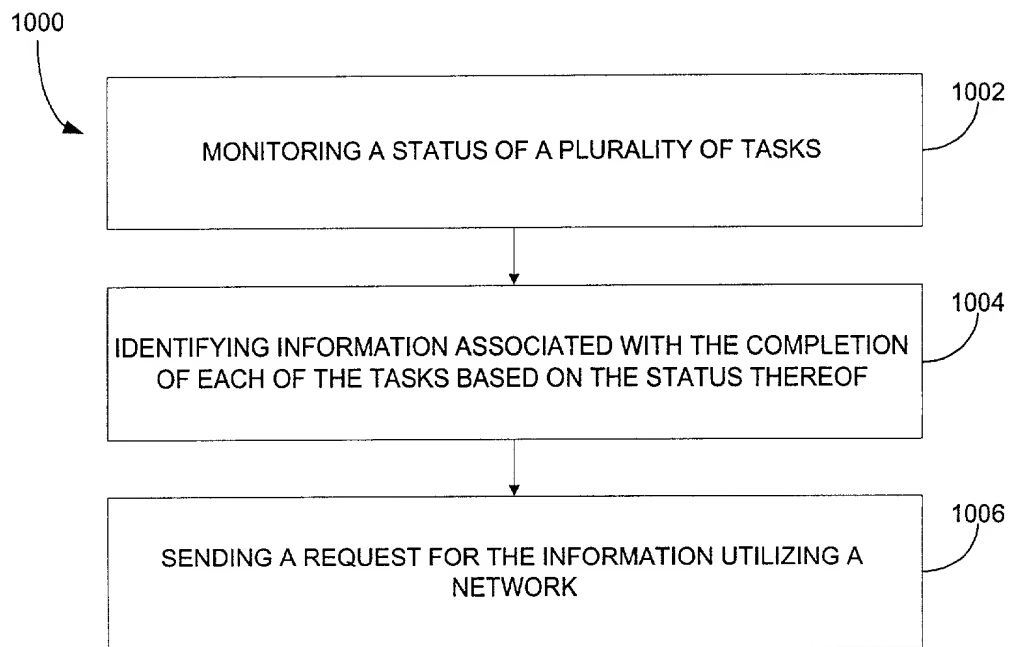 1000
1002
MONITORING A STATUS OF A PLURALITY OF TASKS
1004
IDENTIFYING INFORMATION ASSOCIATED WITH THE COMPLETION
OF EACH OF THE TASKS BASED ON THE STATUS THEREOF
1006
SENDING A REQUEST FOR THE INFORMATION UTILIZING A
NETWORK